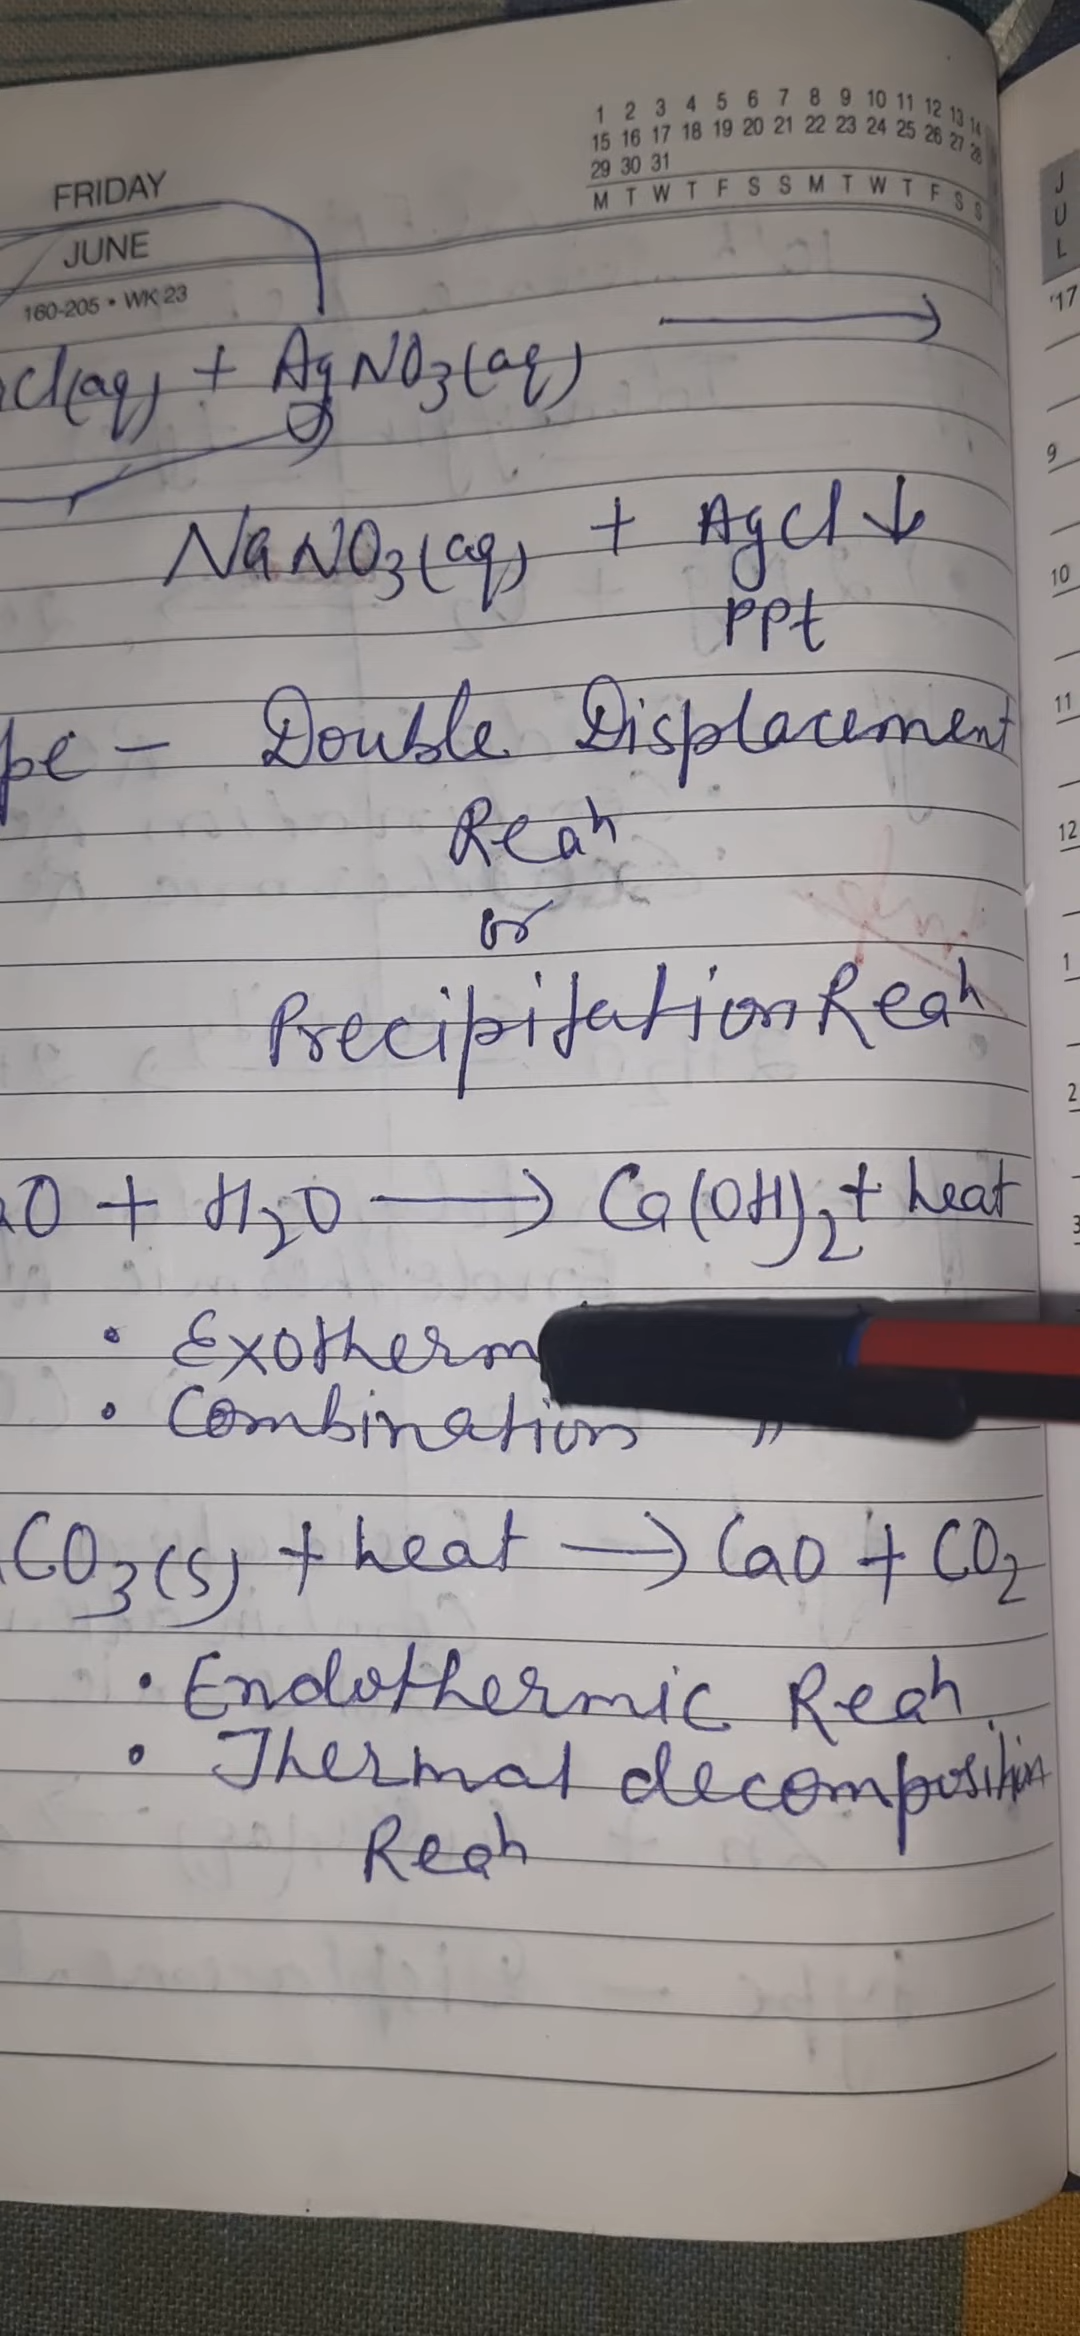 1 2 3 4 5 6 7 8 9 10 11 12 13 14
15 16 17 18 19 20 21 22 23 24 25 26 27 28
29 30 31
M T W T F S S M T W T F S S
FRIDAY
JUNE
160-205 • WK 23
J
U
L
'17
Cl(aq) + AgNO3(aq) ⟶
NaNO3(aq) + AgCl ↓
PPt
pe – Double Displacement
Reaⁿ
or
Precipitation Reaⁿ
O + H2O ⟶ Ca(OH)2 + heat
• Exotherm
• Combination "
CO3(s) + heat ⟶ CaO + CO2
• Endothermic Reaⁿ
• Thermal decomposition
Reaⁿ
9
10
11
12
1
2
3